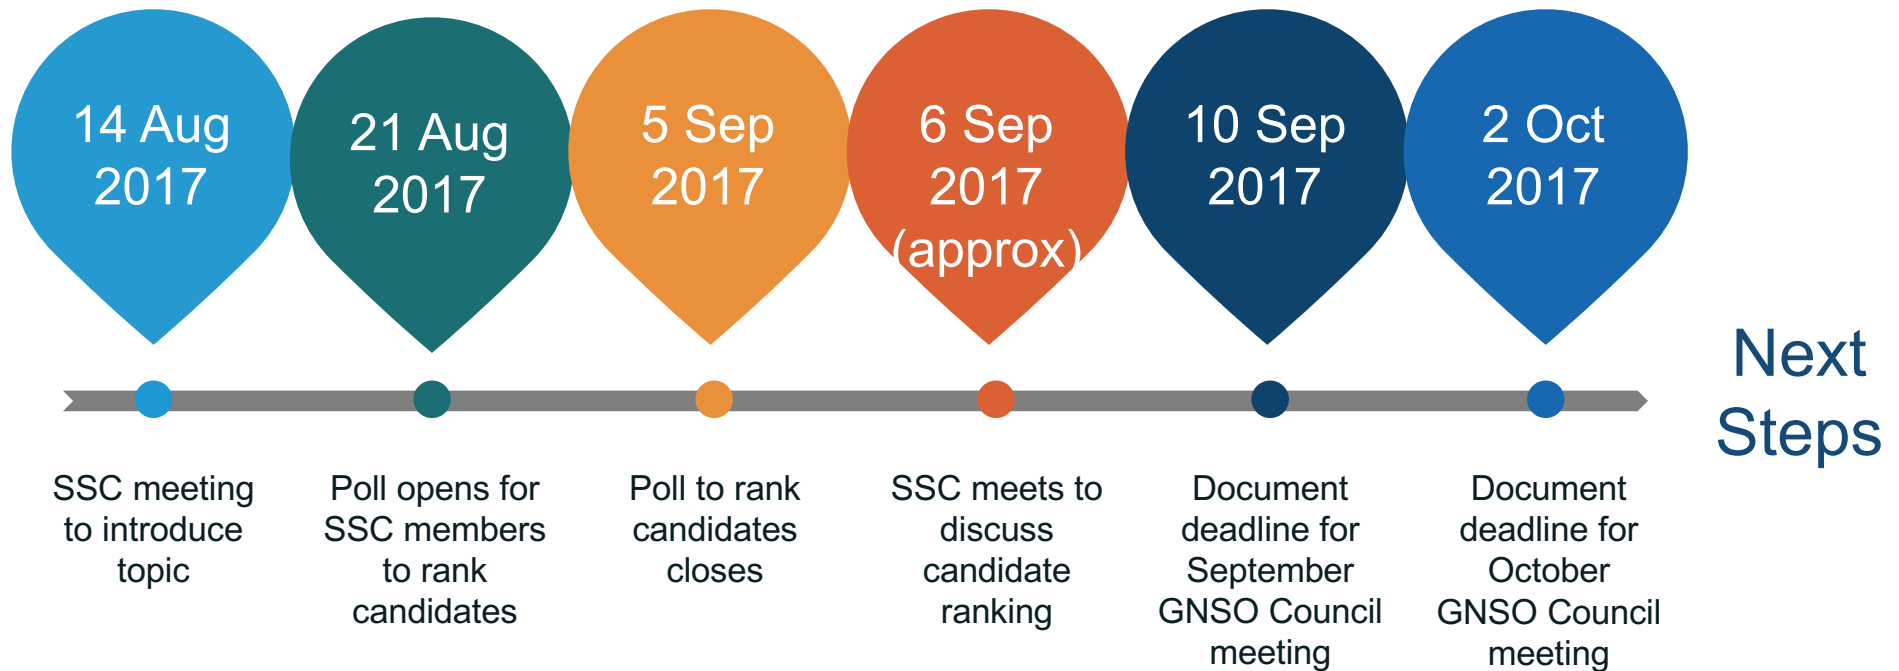 14 Aug
2017
21 Aug
2017
5 Sep
2017
6 Sep
2017
(approx)
10 Sep
2017
2 Oct
2017
Next
Steps
SSC meeting
to introduce
topic
Poll opens for
SSC members
to rank
candidates
Poll to rank
candidates
closes
SSC meets to
discuss
candidate
ranking
Document
deadline for
September
GNSO Council
meeting
Document
deadline for
October
GNSO Council
meeting